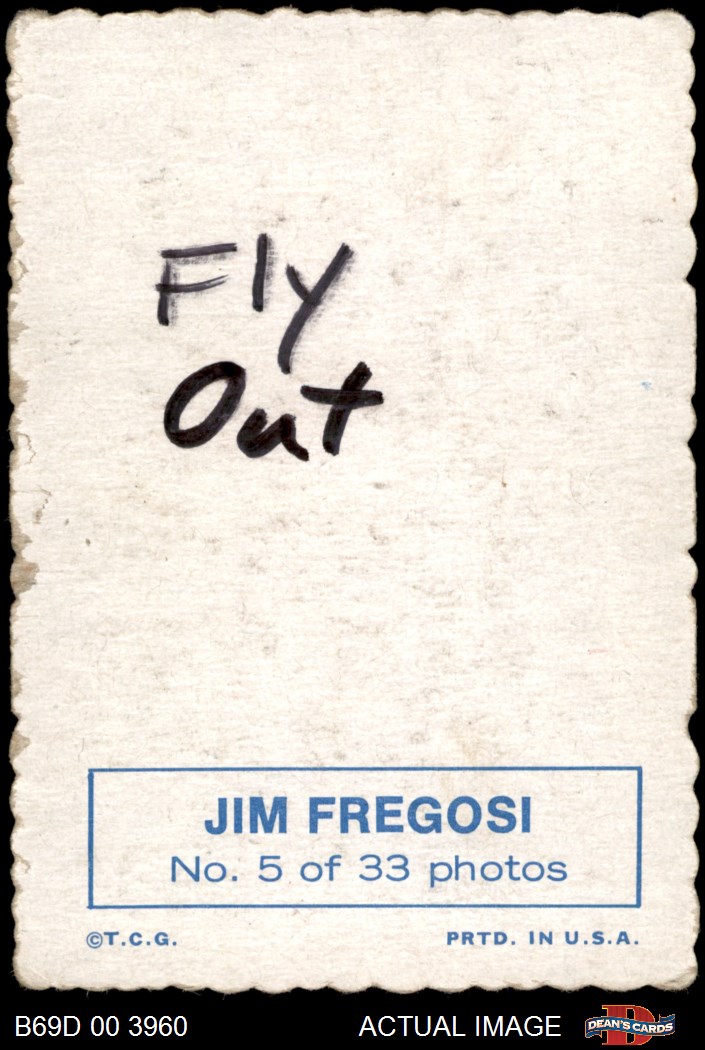 Fly
Out
JIM FREGOSI
No. 5 of 33 photos
©T.C.G. PRTD. IN U.S.A.
B69D 00 3960 ACTUAL IMAGE DEAN'S CARDS